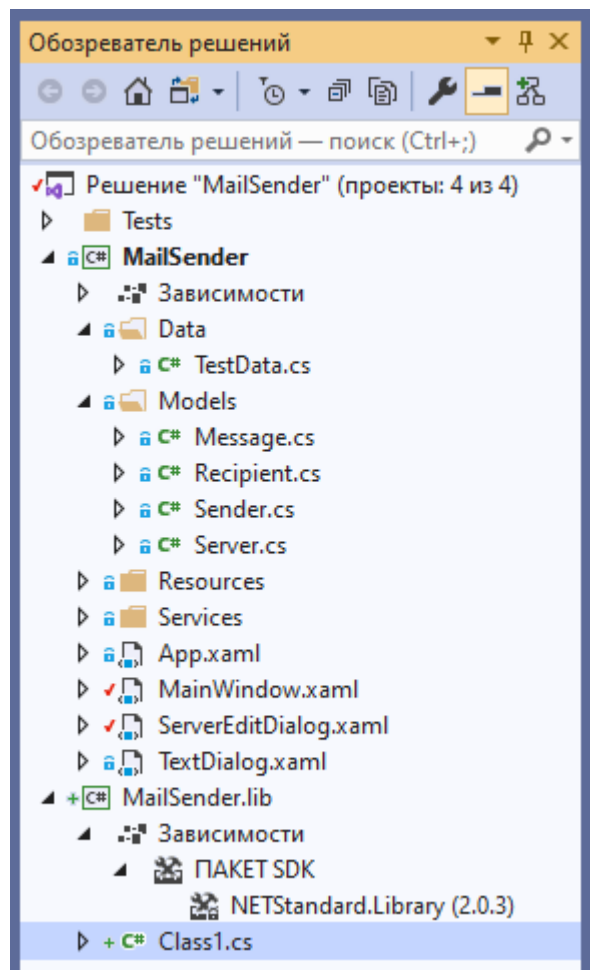 Обозреватель решений
Обозреватель решений — поиск (Ctrl+;)
Решение "MailSender" (проекты: 4 из 4)
Tests
C# MailSender
Зависимости
Data
C# TestData.cs
Models
C# Message.cs
C# Recipient.cs
C# Sender.cs
C# Server.cs
Resources
Services
App.xaml
MainWindow.xaml
ServerEditDialog.xaml
TextDialog.xaml
C# MailSender.lib
Зависимости
ПАКЕТ SDK
NETStandard.Library (2.0.3)
C# Class1.cs